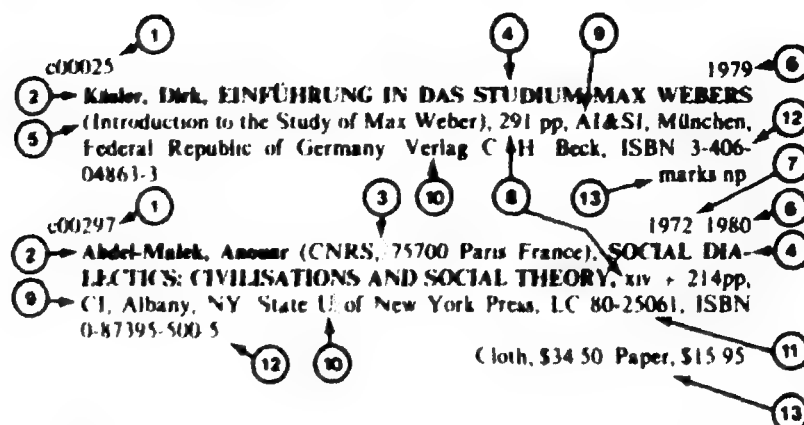 1 4 9
c00025 1979 6
2 Käsler, Dirk, EINFÜHRUNG IN DAS STUDIUM MAX WEBERS
5 (Introduction to the Study of Max Weber), 291 pp, AI&SI, München, 12
Federal Republic of Germany Verlag C H Beck, ISBN 3-406-
04863-3 10 13 marks np 8 7
1 3
c00297 1972 1980 6
2 Abdel-Malek, Anouar (CNRS, 75700 Paris France), SOCIAL DIA- 4
LECTICS: CIVILISATIONS AND SOCIAL THEORY, xiv + 214pp,
9 CI, Albany, NY State U of New York Press, LC 80-25061, ISBN
0-87395-500-5 11
12 10 Cloth, $34 50 Paper, $15 95
13